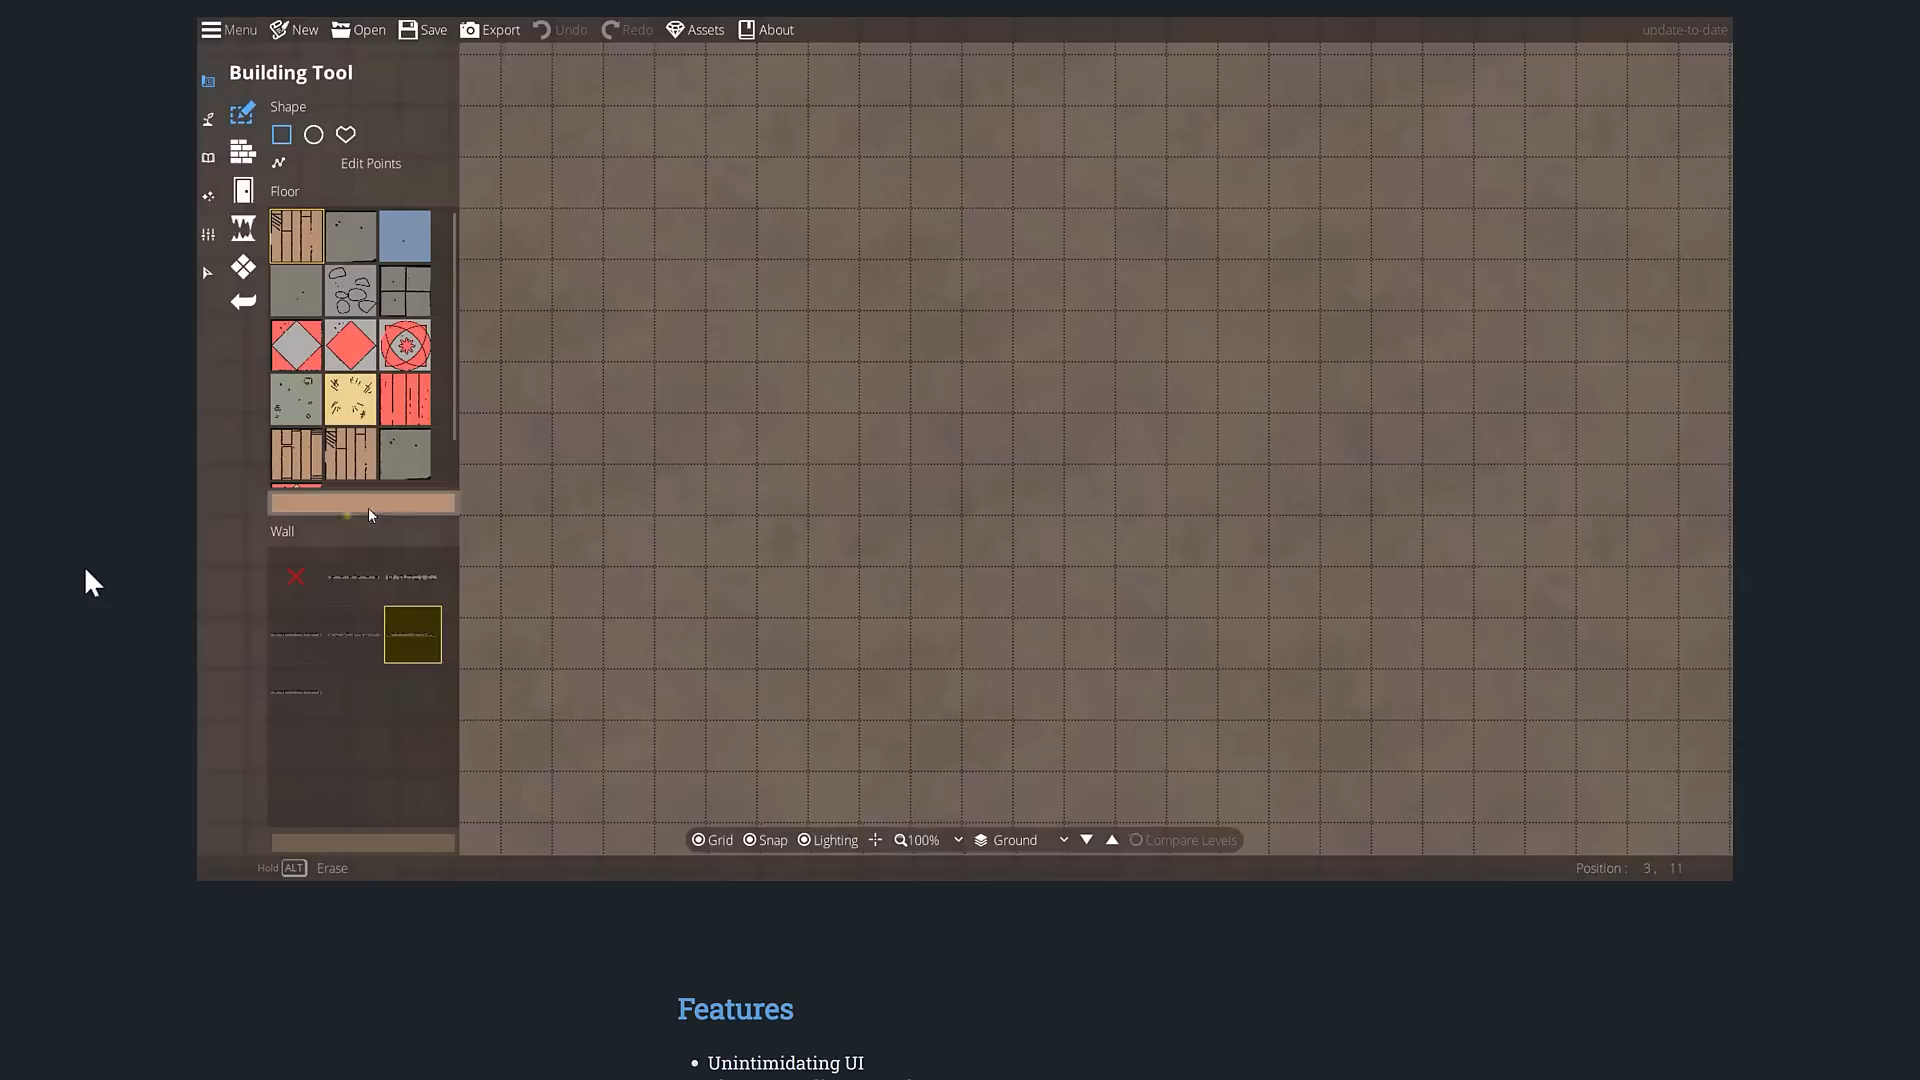 Menu New Open Save Export Undo Redo Assets About update-to-date
Building Tool
Shape
Edit Points
Floor
Wall
Grid Snap Lighting 100% Ground Compare Levels
Hold ALT Erase Position : 3, 11
Features
• Unintimidating UI